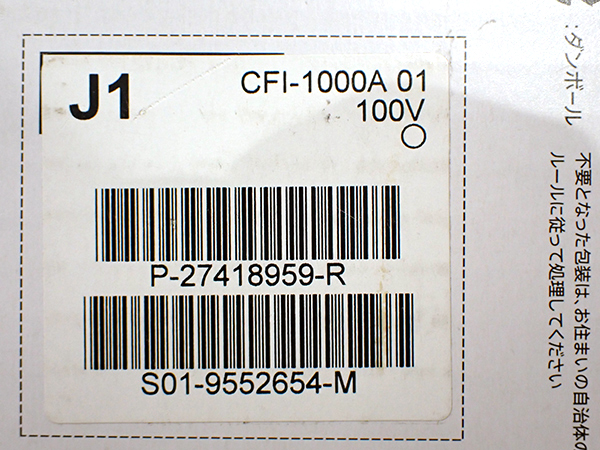 J1
CFI-1000A 01
100V
P-27418959-R
S01-9552654-M
:ダンボール
不要となった包装は、お住まいの自治体の
ルールに従って処理してください